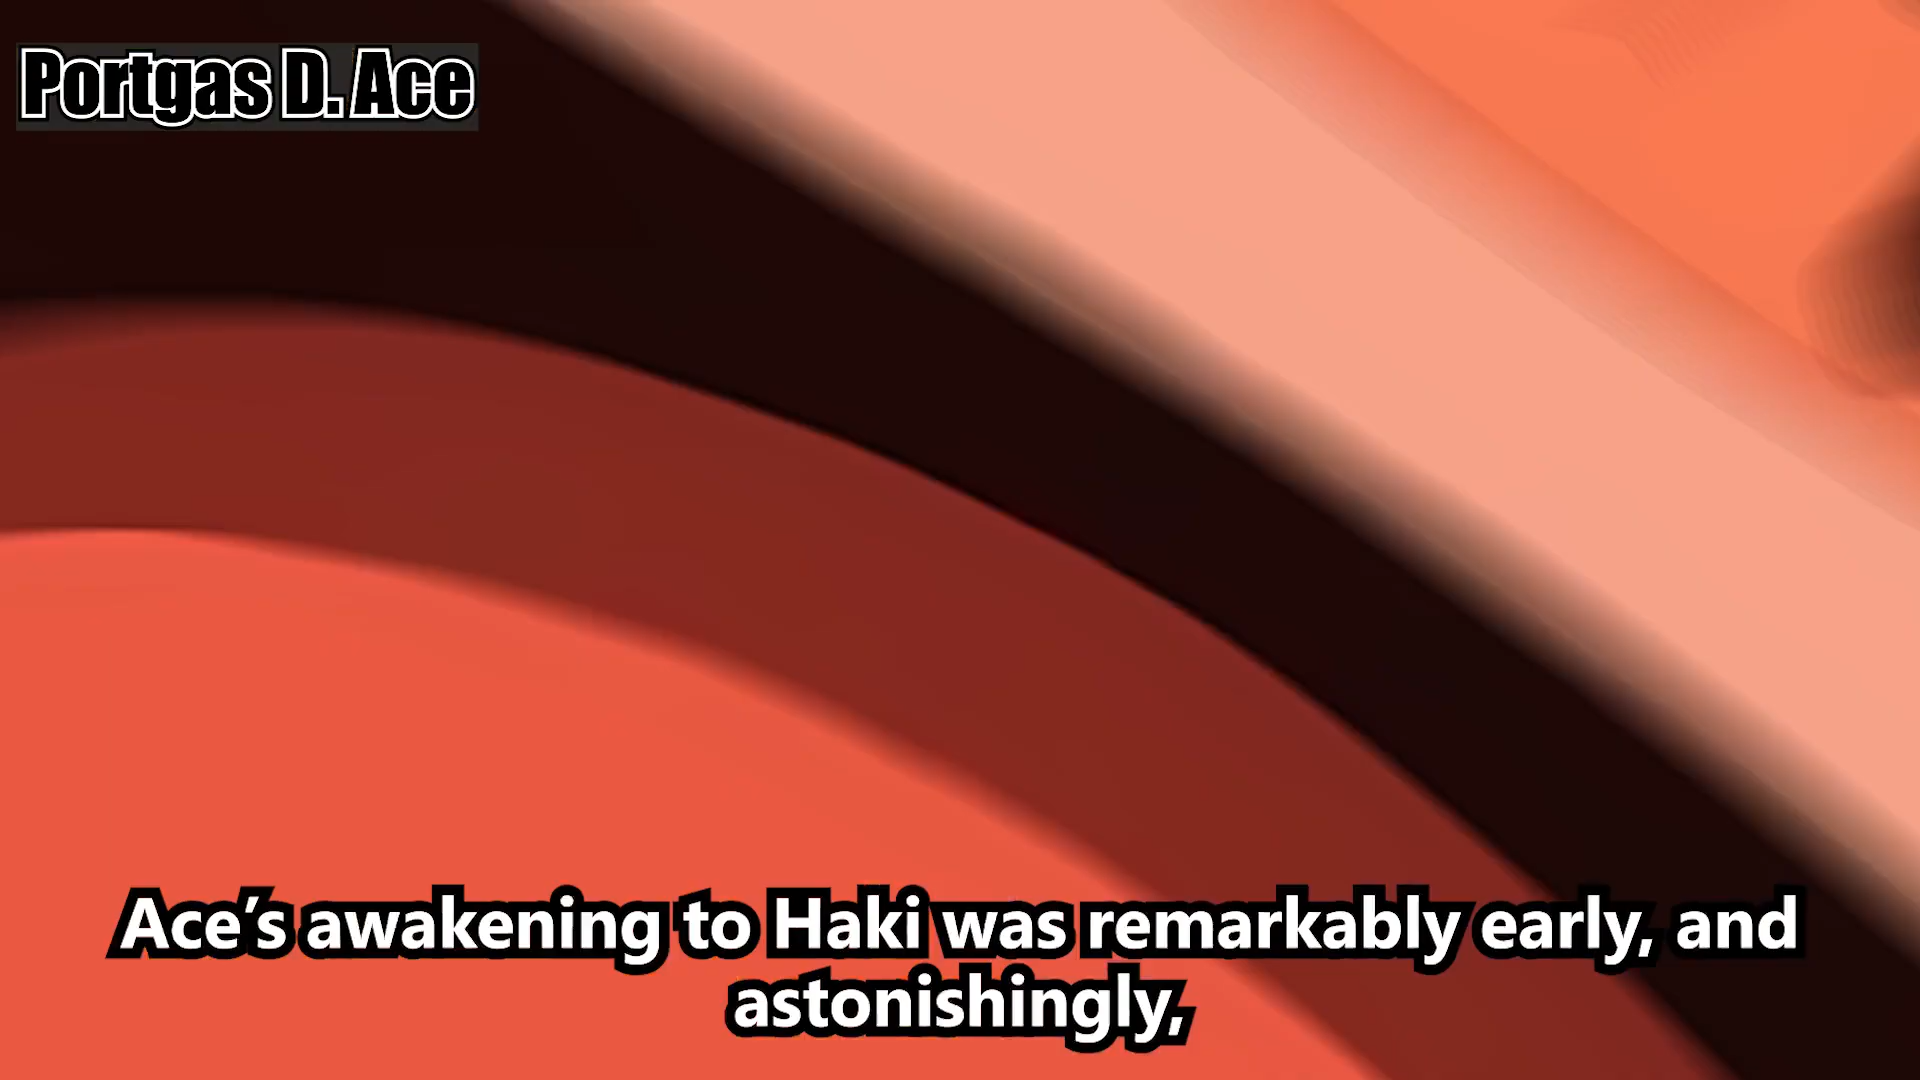 Portgas D. Ace
Ace’s awakening to Haki was remarkably early, and
astonishingly,